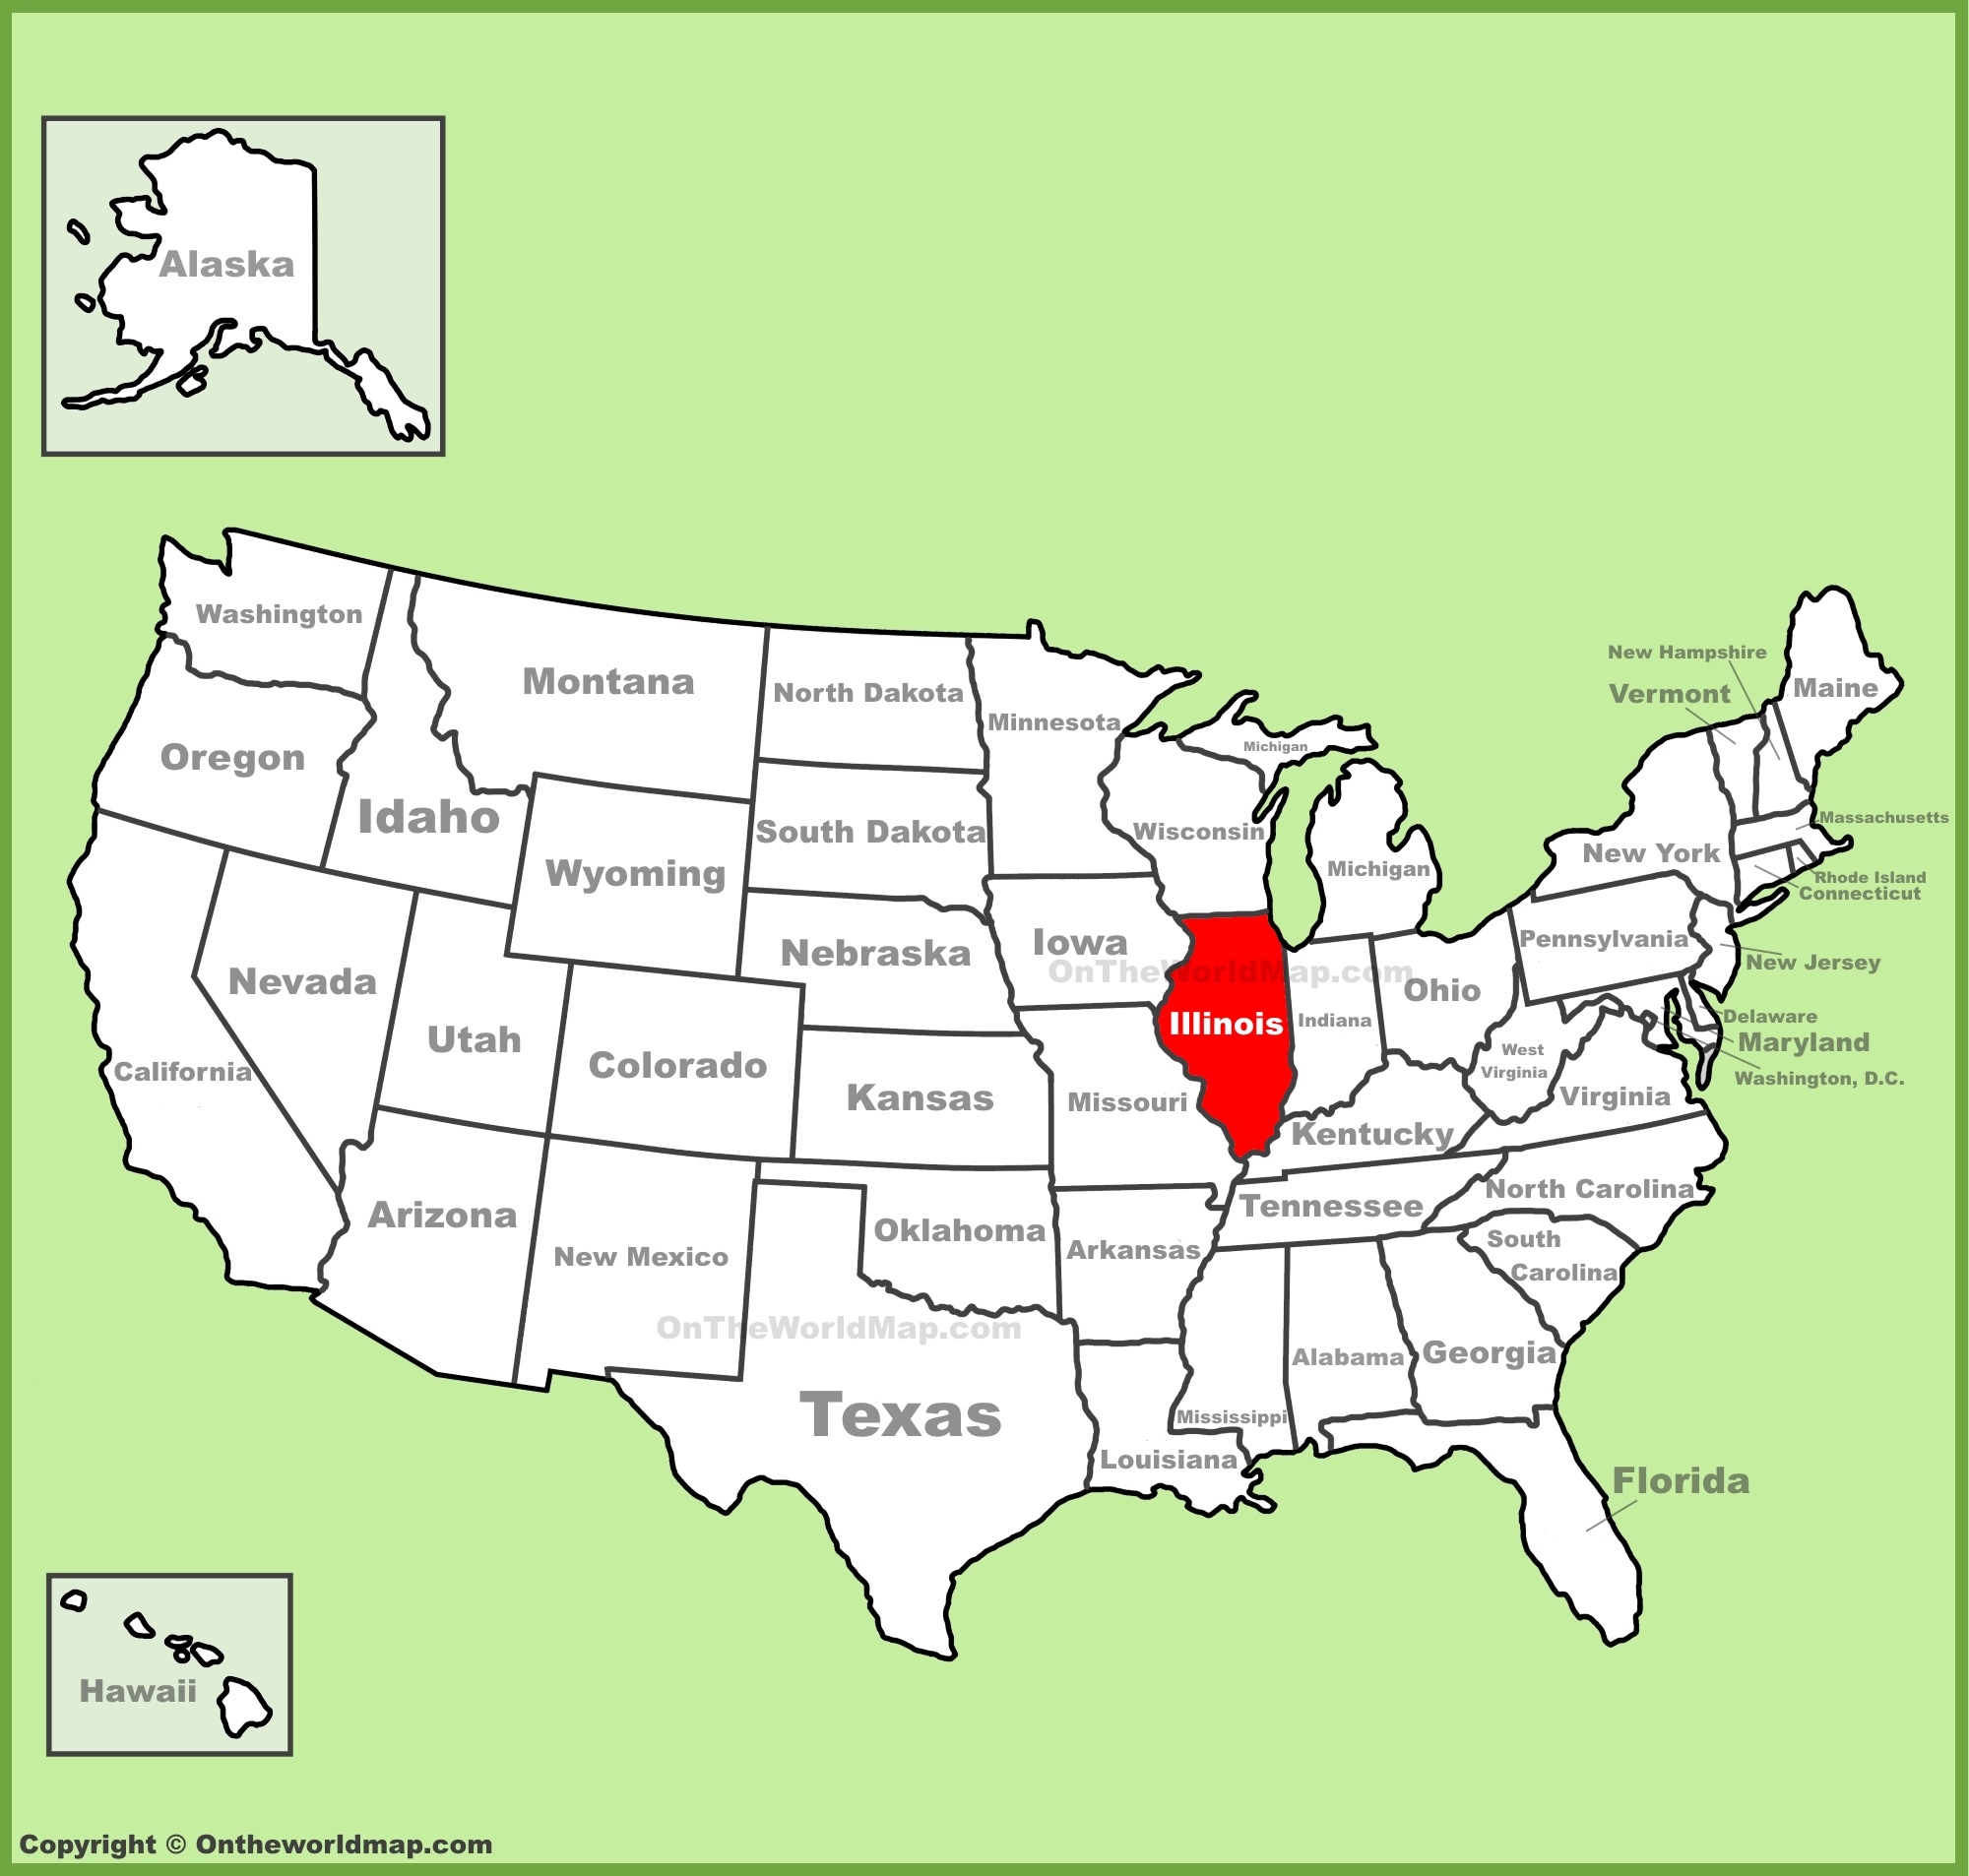 Alaska
Washington
Montana
North Dakota
Minnesota
Michigan
New Hampshire
Vermont
Maine
Oregon
Idaho
Wyoming
South Dakota
Wisconsin
Michigan
New York
Massachusetts
Rhode Island
Connecticut
Nevada
Nebraska
Iowa
Pennsylvania
New Jersey
OnTheWorldMap.com
California
Utah
Colorado
Kansas
Missouri
Illinois
Indiana
Ohio
West
Virginia
Virginia
Delaware
Maryland
Washington, D.C.
Kentucky
Arizona
New Mexico
Oklahoma
Arkansas
Tennessee
North Carolina
South
Carolina
OnTheWorldMap.com
Texas
Louisiana
Mississippi
Alabama
Georgia
Florida
Hawaii
Copyright © Ontheworldmap.com